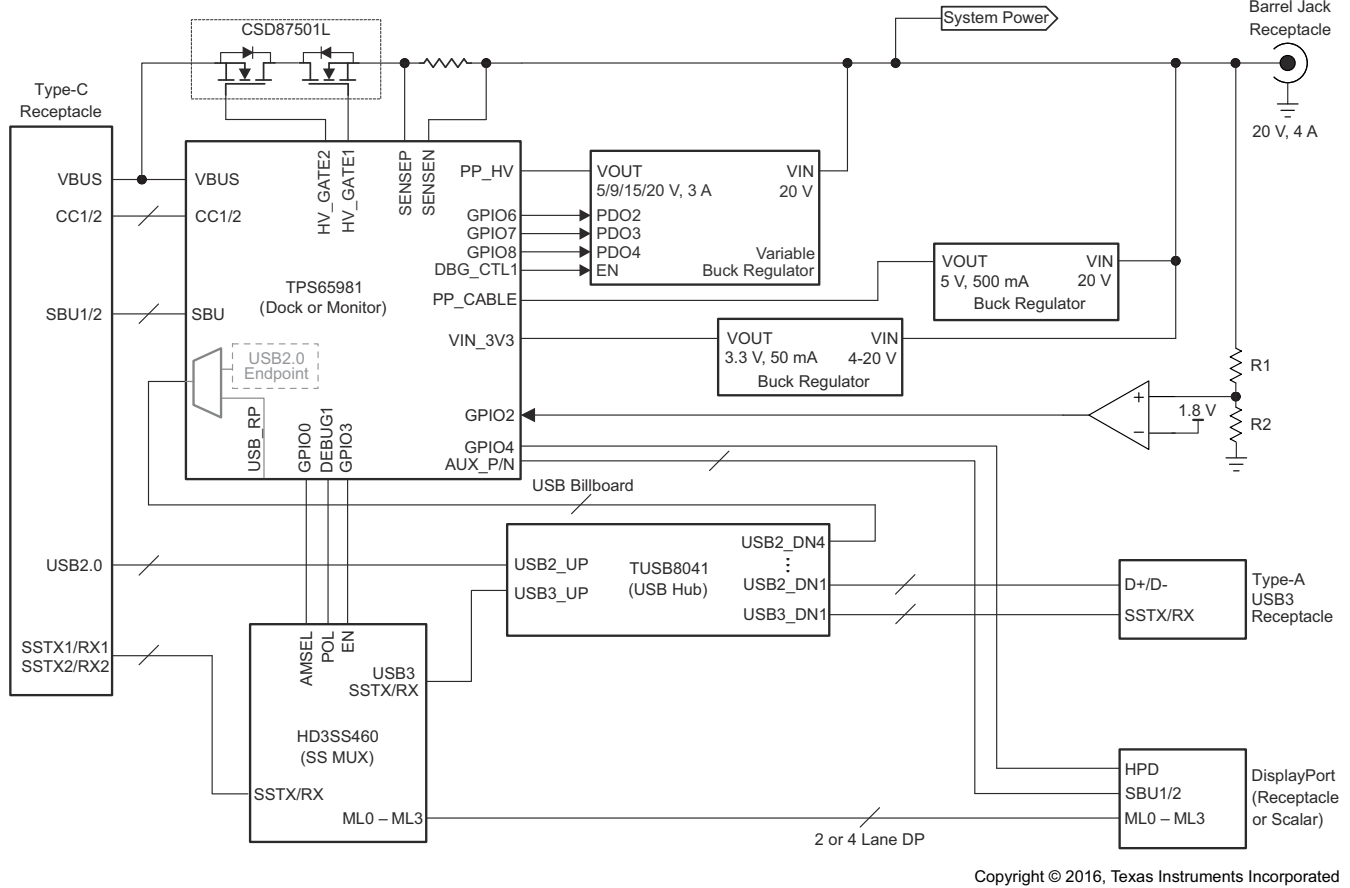 System Power
Barrel Jack
Receptacle
20 V, 4 A
CSD87501L
Type-C
Receptacle
VBUS
CC1/2
SBU1/2
USB2.0
SSTX1/RX1
SSTX2/RX2
VBUS
CC1/2
SBU
HV_GATE2
HV_GATE1
SENSEP
SENSEN
TPS65981
(Dock or Monitor)
USB2.0
Endpoint
USB_RP
GPIO0
DEBUG1
GPIO3
PP_HV
GPIO6
GPIO7
GPIO8
DBG_CTL1
PP_CABLE
VIN_3V3
GPIO2
GPIO4
AUX_P/N
VOUT
VIN
5/9/15/20 V, 3 A
20 V
PDO2
PDO3
PDO4
EN
Variable
Buck Regulator
VOUT
VIN
5 V, 500 mA
20 V
Buck Regulator
VOUT
VIN
3.3 V, 50 mA
4-20 V
Buck Regulator
R1
R2
+
1.8 V
−
USB Billboard
USB2_UP
USB3_UP
TUSB8041
(USB Hub)
USB2_DN4
USB2_DN1
USB3_DN1
D+/D-
SSTX/RX
Type-A
USB3
Receptacle
AMSEL
POL
EN
USB3
SSTX/RX
HD3SS460
(SS MUX)
SSTX/RX
ML0 – ML3
2 or 4 Lane DP
HPD
SBU1/2
ML0 – ML3
DisplayPort
(Receptacle
or Scalar)
Copyright © 2016, Texas Instruments Incorporated